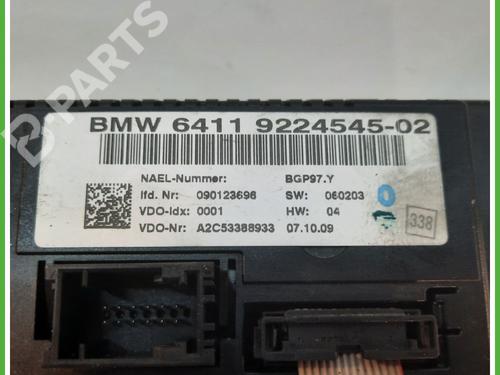 B-PARTS
BMW 6411 9224545-02
NAEL-Nummer: BGP97.Y
lfd. Nr: 090123696 SW: 060203
VDO-Idx: 0001 HW: 04
VDO-Nr: A2C53388933 07.10.09
338